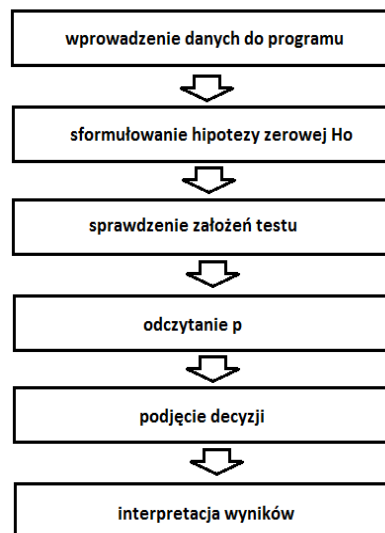 wprowadzenie danych do programu
sformułowanie hipotezy zerowej Ho
sprawdzenie założeń testu
odczytanie p
podjęcie decyzji
interpretacja wyników